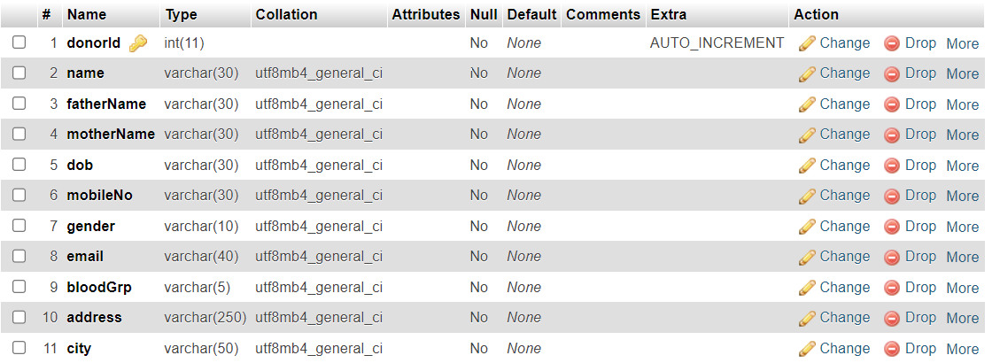 # Name Type Collation Attributes Null Default Comments Extra Action
1 donorId int(11) No None AUTO_INCREMENT Change Drop More
2 name varchar(30) utf8mb4_general_ci No None Change Drop More
3 fatherName varchar(30) utf8mb4_general_ci No None Change Drop More
4 motherName varchar(30) utf8mb4_general_ci No None Change Drop More
5 dob varchar(30) utf8mb4_general_ci No None Change Drop More
6 mobileNo varchar(30) utf8mb4_general_ci No None Change Drop More
7 gender varchar(10) utf8mb4_general_ci No None Change Drop More
8 email varchar(40) utf8mb4_general_ci No None Change Drop More
9 bloodGrp varchar(5) utf8mb4_general_ci No None Change Drop More
10 address varchar(250) utf8mb4_general_ci No None Change Drop More
11 city varchar(50) utf8mb4_general_ci No None Change Drop More